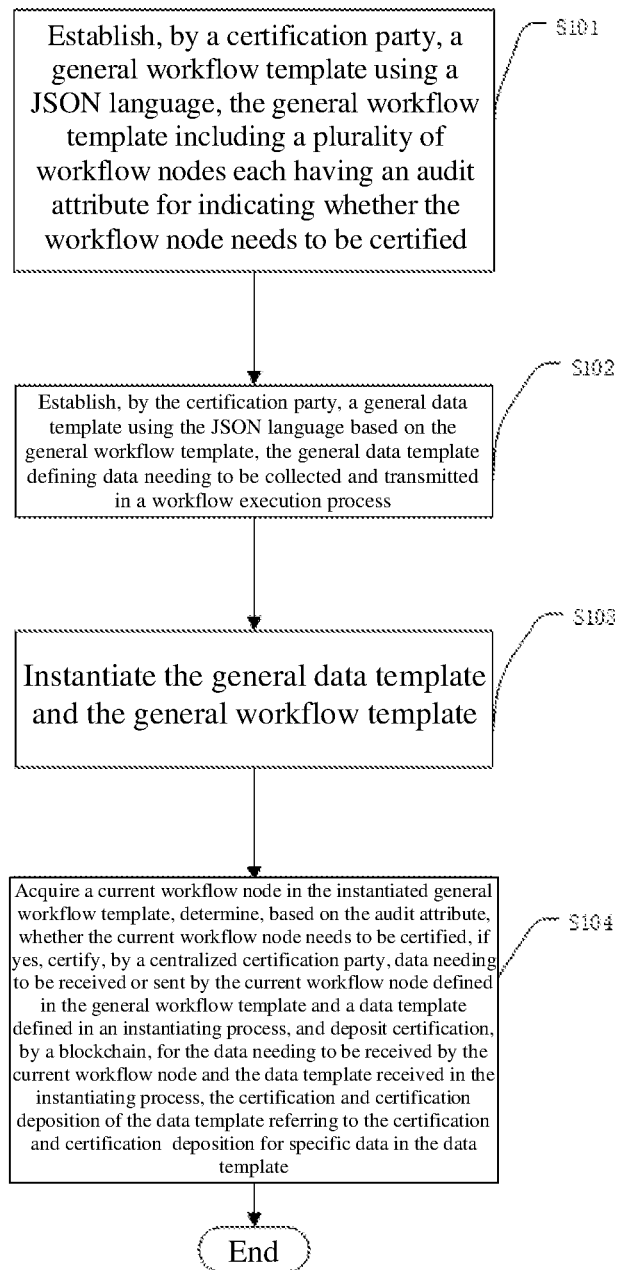 Establish, by a certification party, a
general workflow template using a
JSON language, the general workflow
template including a plurality of
workflow nodes each having an audit
attribute for indicating whether the
workflow node needs to be certified
S101
Establish, by the certification party, a general data
template using the JSON language based on the
general workflow template, the general data template
defining data needing to be collected and transmitted
in a workflow execution process
S102
Instantiate the general data template
and the general workflow template
S103
Acquire a current workflow node in the instantiated general
workflow template, determine, based on the audit attribute,
whether the current workflow node needs to be certified, if
yes, certify, by a centralized certification party, data needing
to be received or sent by the current workflow node defined
in the general workflow template and a data template
defined in an instantiating process, and deposit certification,
by a blockchain, for the data needing to be received by the
current workflow node and the data template received in the
instantiating process, the certification and certification
deposition of the data template referring to the certification
and certification deposition for specific data in the data
template
S104
End